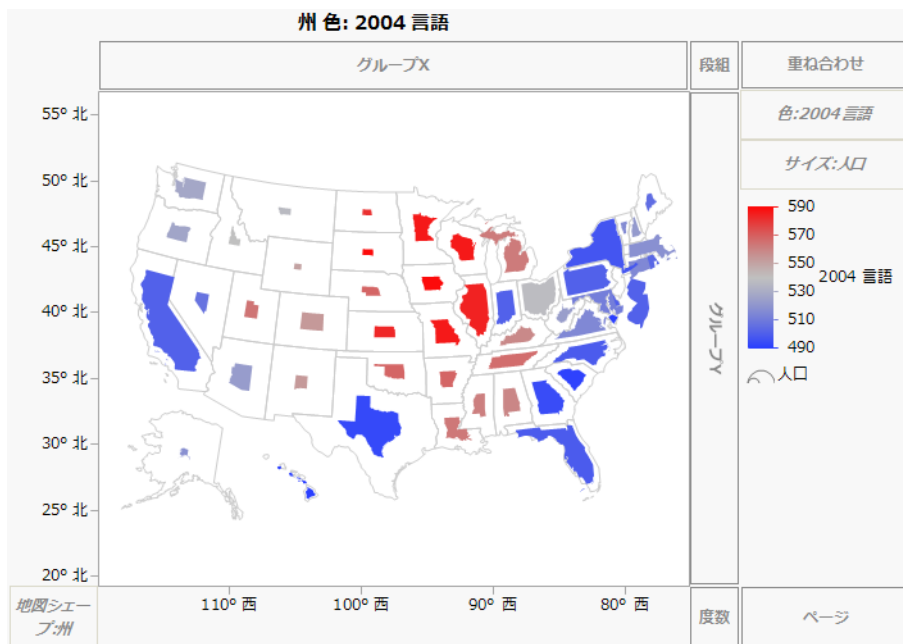 州 色: 2004 言語
グループX
段組
重ね合わせ
色:2004 言語
サイズ:人口
55° 北
50° 北
45° 北
40° 北
35° 北
30° 北
25° 北
20° 北
グループY
590
570
550
530
510
490
2004 言語
人口
110° 西
100° 西
90° 西
80° 西
地図シェー
プ:州
度数
ページ